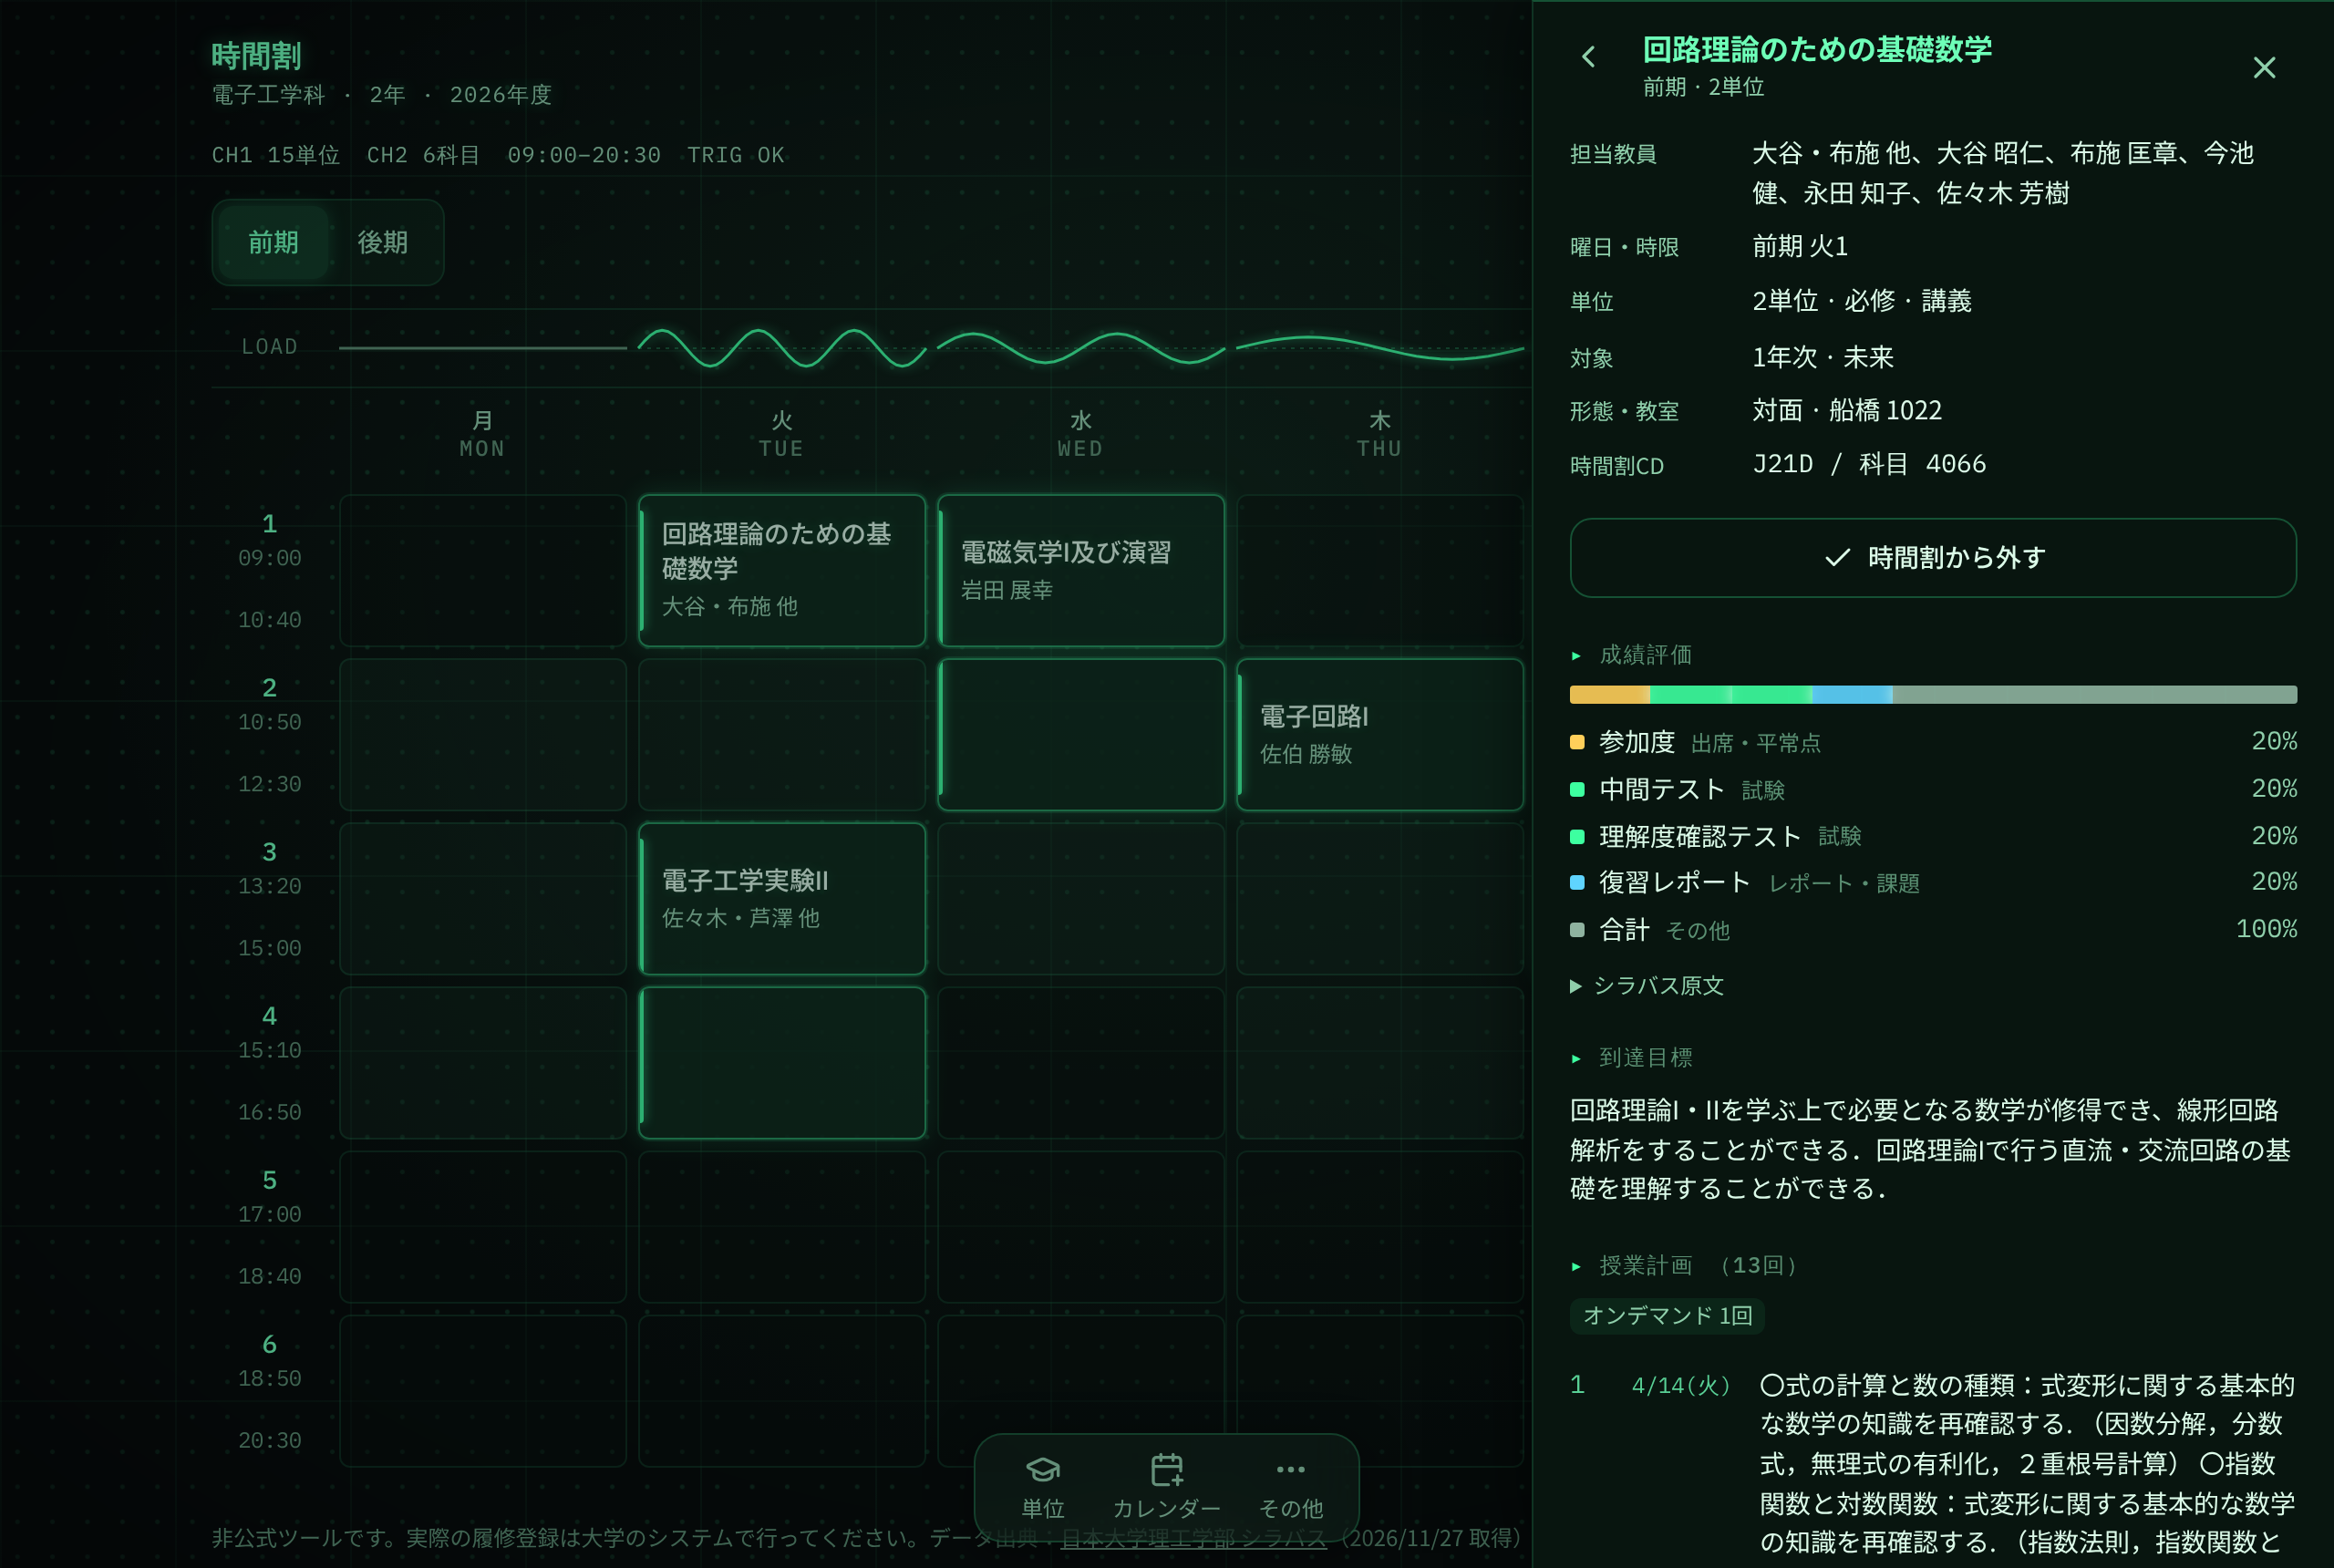 時間割
電子工学科 · 2年 · 2026年度
CH1 15単位 CH2 6科目 09:00–20:30 TRIG OK
前期 後期
LOAD
月 火 水 木
MON TUE WED THU
1
09:00
10:40
回路理論のための基
礎数学
大谷・布施 他
電磁気学I及び演習
岩田 展幸
2
10:50
12:30
電子回路I
佐伯 勝敏
3
13:20
15:00
電子工学実験II
佐々木・芦澤 他
4
15:10
16:50
5
17:00
18:40
6
18:50
20:30
単位 カレンダー その他
非公式ツールです。実際の履修登録は大学のシステムで行ってください。データ出典：日本大学理工学部 シラバス（2026/11/27 取得）
回路理論のための基礎数学
前期 · 2単位
担当教員 大谷・布施 他、大谷 昭仁、布施 匡章、今池
健、永田 知子、佐々木 芳樹
曜日・時限 前期 火1
単位 2単位 · 必修 · 講義
対象 1年次 · 未来
形態・教室 対面 · 船橋 1022
時間割CD J21D / 科目 4066
時間割から外す
成績評価
参加度 出席・平常点 20%
中間テスト 試験 20%
理解度確認テスト 試験 20%
復習レポート レポート・課題 20%
合計 その他 100%
シラバス原文
到達目標
回路理論I・IIを学ぶ上で必要となる数学が修得でき、線形回路
解析をすることができる．回路理論Iで行う直流・交流回路の基
礎を理解することができる．
授業計画 （13回）
オンデマンド 1回
1 4/14(火) 〇式の計算と数の種類：式変形に関する基本的
な数学の知識を再確認する．（因数分解，分数
式，無理式の有利化，２重根号計算） 〇指数
関数と対数関数：式変形に関する基本的な数学
の知識を再確認する．（指数法則，指数関数と